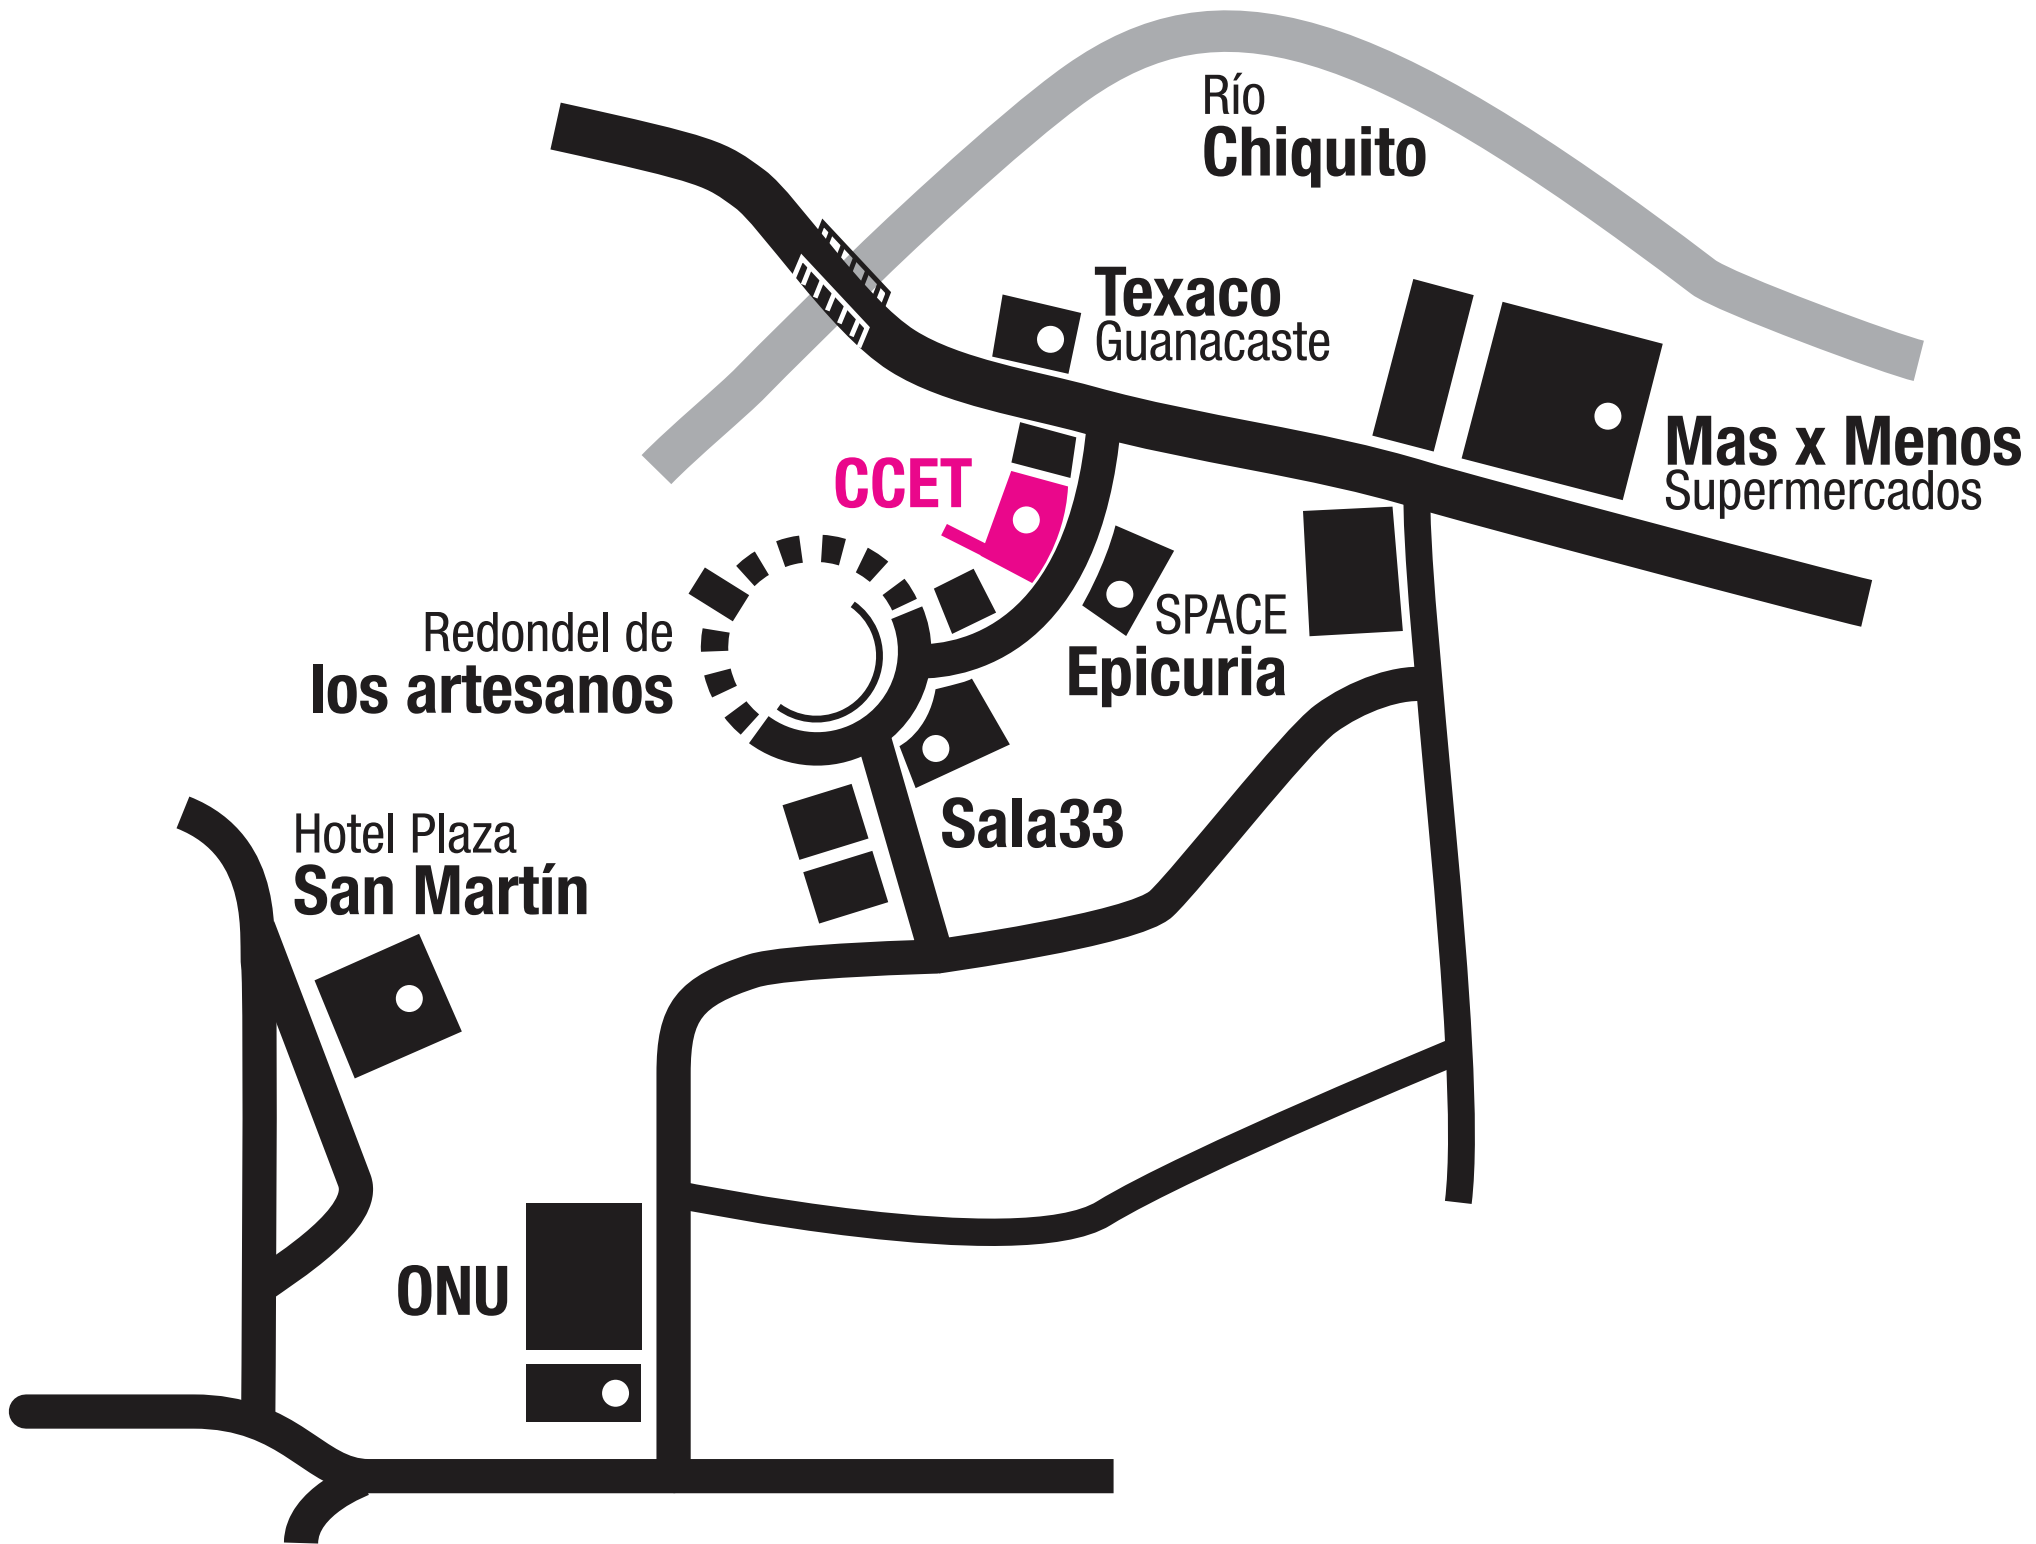 Río
Chiquito
Texaco
Guanacaste
Mas x Menos
Supermercados
CCET
SPACE
Epicuria
Redondel de
los artesanos
Sala33
Hotel Plaza
San Martín
ONU